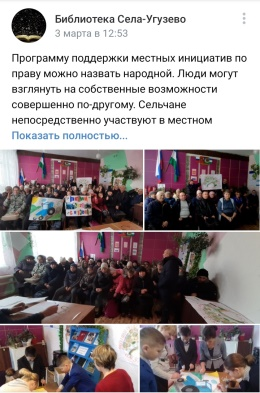 Библиотека Села-Угузево
3 марта в 12:53
Программу поддержки местных инициатив по
праву можно назвать народной. Люди могут
взглянуть на собственные возможности
совершенно по-другому. Сельчане
непосредственно участвуют в местном
Показать полностью...